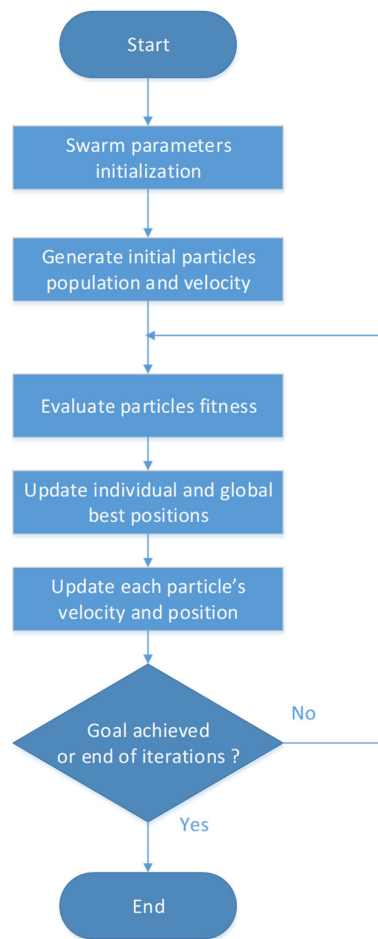 Start
Swarm parameters
initialization
Generate initial particles
population and velocity
Evaluate particles fitness
Update individual and global
best positions
Update each particle's
velocity and position
Goal achieved
or end of iterations ?
No
Yes
End